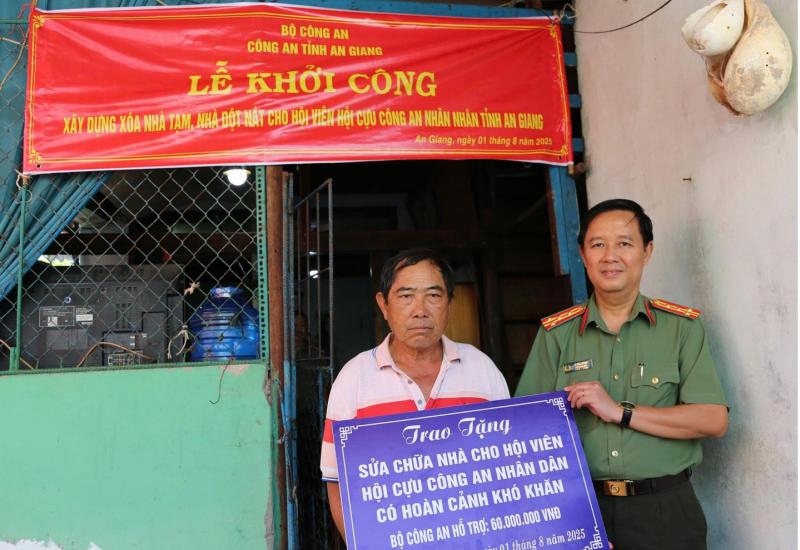 BỘ CÔNG AN
CÔNG AN TỈNH AN GIANG
LỄ KHỞI CÔNG
XÂY DỰNG XÓA NHÀ TẠM, NHÀ DỘT NÁT CHO HỘI VIÊN HỘI CỰU CÔNG AN NHÂN NHÂN TỈNH AN GIANG
An Giang, ngày 01 tháng 8 năm 2025
Trao Tặng
SỬA CHỮA NHÀ CHO HỘI VIÊN
HỘI CỰU CÔNG AN NHÂN DÂN
CÓ HOÀN CẢNH KHÓ KHĂN
BỘ CÔNG AN HỖ TRỢ: 60.000.000 VNĐ
ngày 01 tháng 8 năm 2025